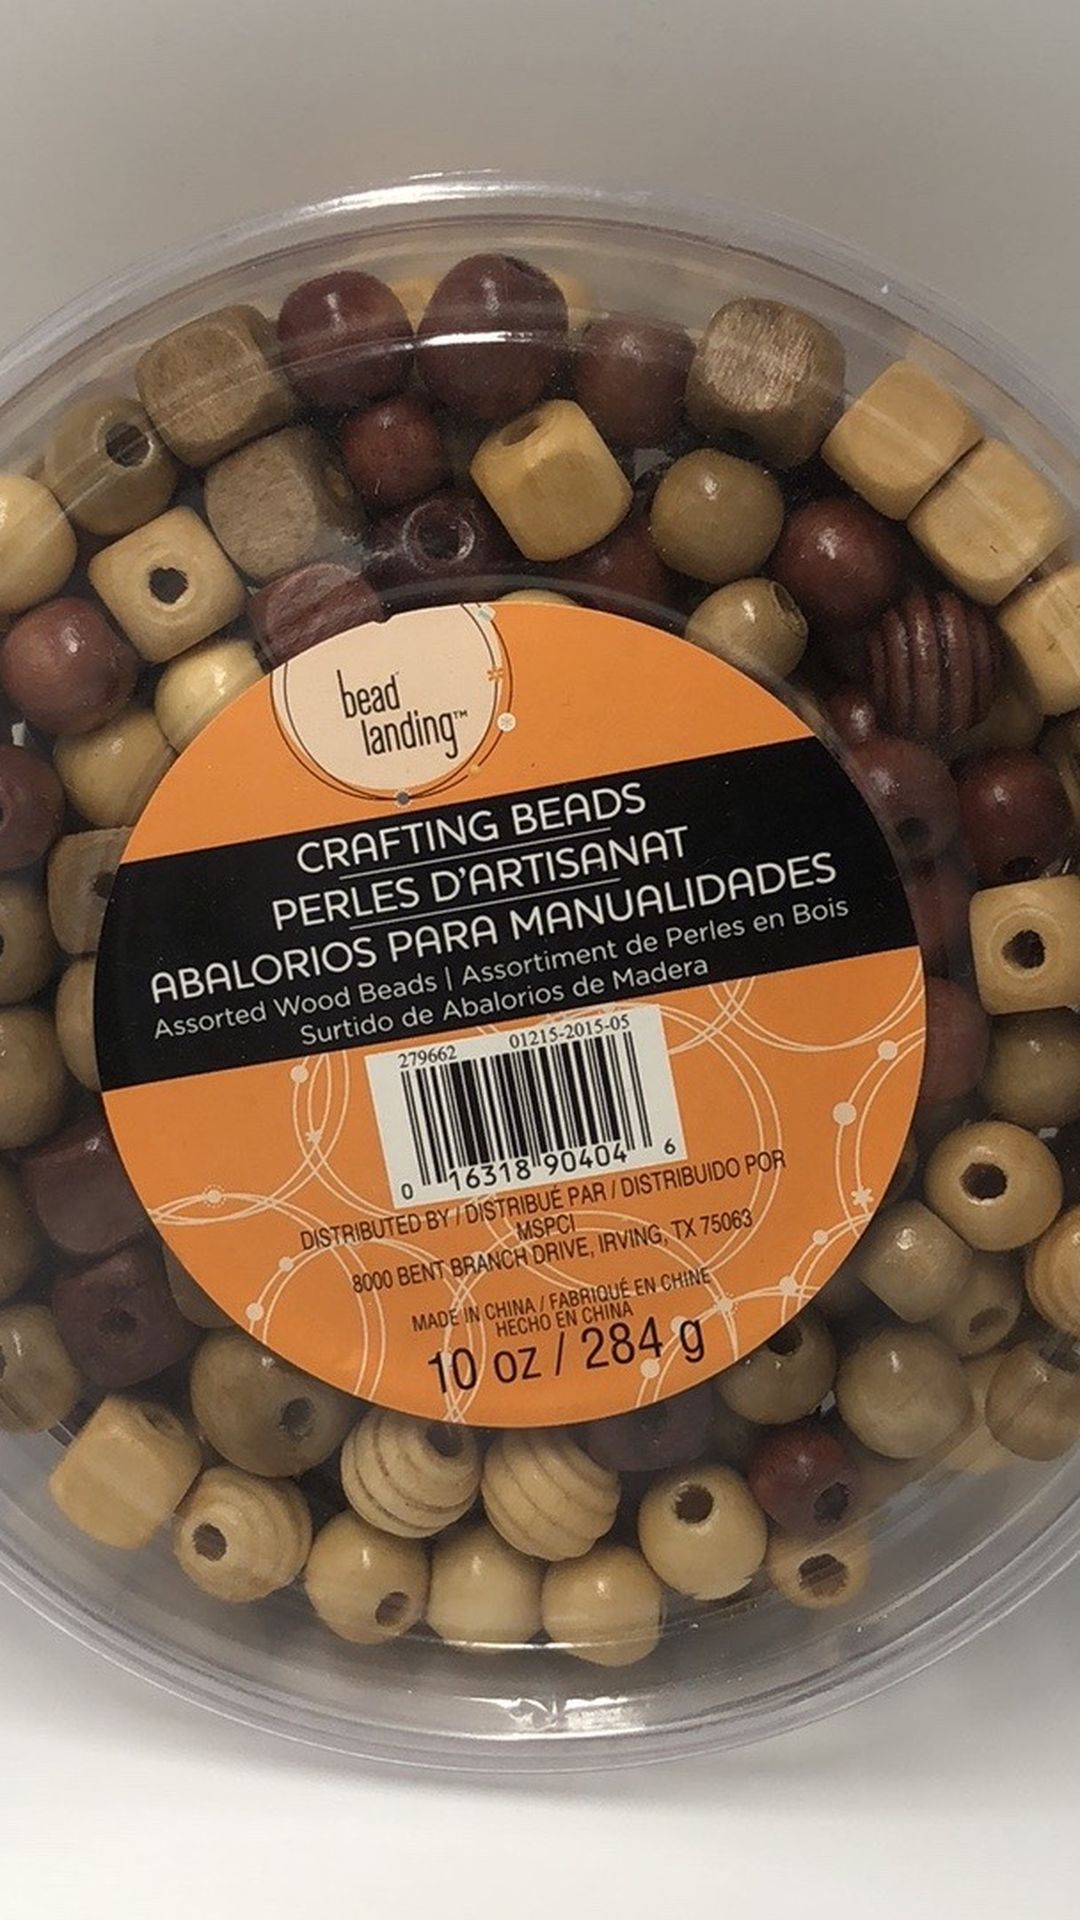 bead
landing™
CRAFTING BEADS
PERLES D'ARTISANAT
ABALORIOS PARA MANUALIDADES
Assorted Wood Beads | Assortiment de Perles en Bois
Surtido de Abalorios de Madera
279662 01215-2015-05
0 16318 90404 6
DISTRIBUTED BY / DISTRIBUÉ PAR / DISTRIBUIDO POR
MSPCI
8000 BENT BRANCH DRIVE, IRVING, TX 75063
MADE IN CHINA / FABRIQUÉ EN CHINE
HECHO EN CHINA
10 oz / 284 g